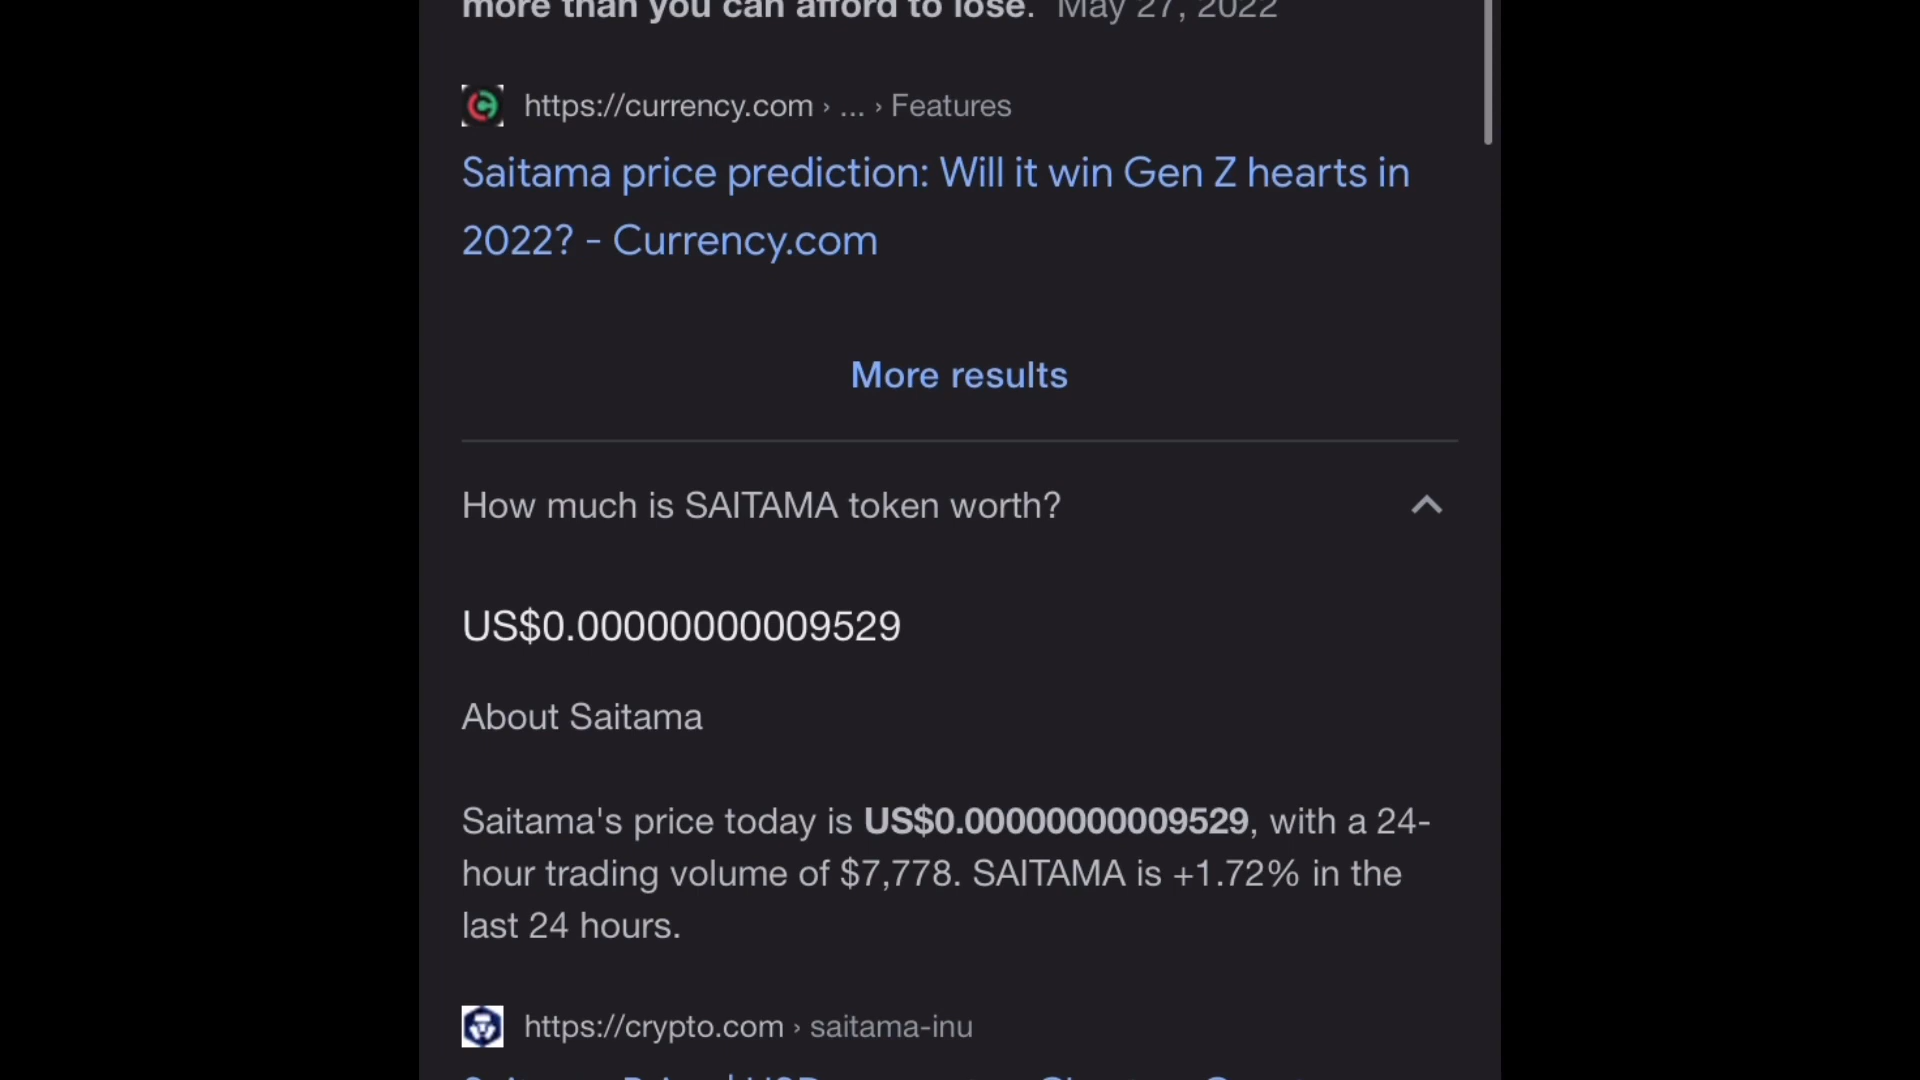 more than you can afford to lose. May 27, 2022
https://currency.com › ... › Features
Saitama price prediction: Will it win Gen Z hearts in
2022? - Currency.com
More results
How much is SAITAMA token worth?
US$0.00000000009529
About Saitama
Saitama's price today is US$0.00000000009529, with a 24-
hour trading volume of $7,778. SAITAMA is +1.72% in the
last 24 hours.
https://crypto.com › saitama-inu